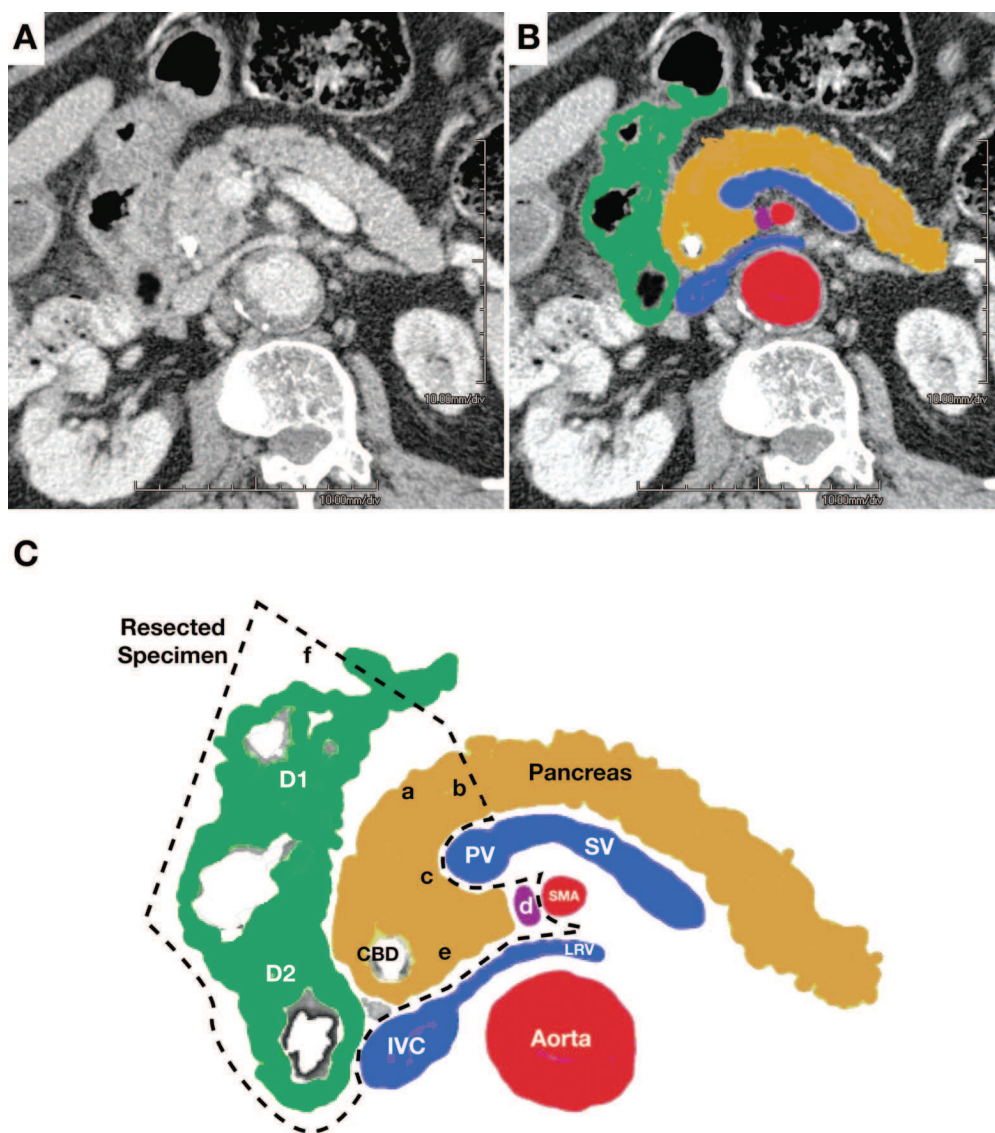 A
B
10.00mm/div
10.00mm/div
10.00mm/div
10.00mm/div
C
Resected
Specimen
f
D1
a
b
Pancreas
PV
SV
c
d
SMA
CBD
e
LRV
D2
IVC
Aorta